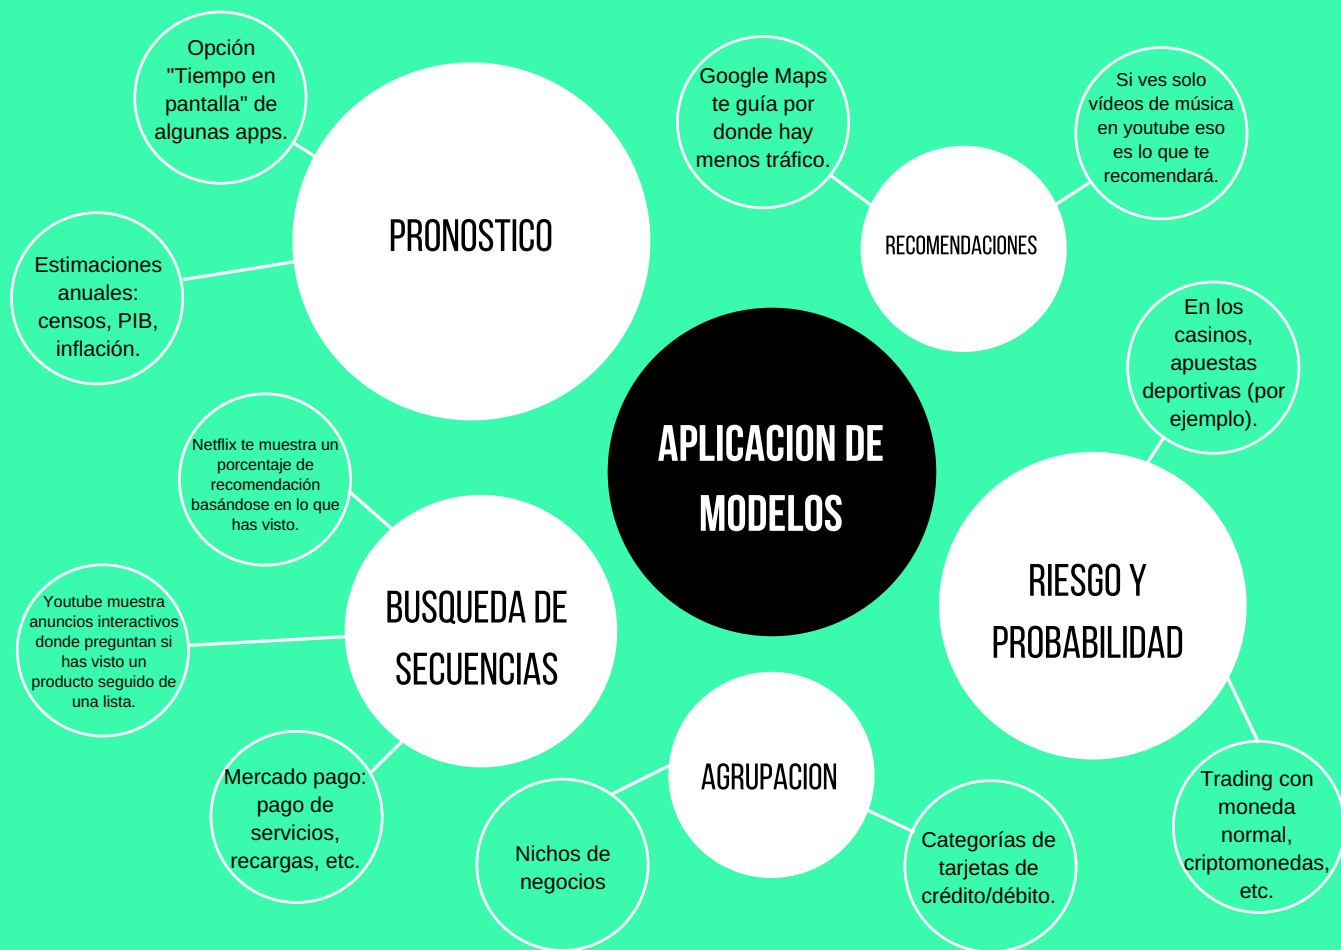 Opción
"Tiempo en
pantalla" de
algunas apps.
PRONOSTICO
Estimaciones
anuales:
censos, PIB,
inflación.
Google Maps
te guía por
donde hay
menos tráfico.
Si ves solo
vídeos de música
en youtube eso
es lo que te
recomendará.
RECOMENDACIONES
APLICACION DE
MODELOS
En los
casinos,
apuestas
deportivas (por
ejemplo).
RIESGO Y
PROBABILIDAD
Trading con
moneda
normal,
criptomonedas,
etc.
Netflix te muestra un
porcentaje de
recomendación
basándose en lo que
has visto.
BUSQUEDA DE
SECUENCIAS
Youtube muestra
anuncios interactivos
donde preguntan si
has visto un
producto seguido de
una lista.
Mercado pago:
pago de
servicios,
recargas, etc.
AGRUPACION
Nichos de
negocios
Categorías de
tarjetas de
crédito/débito.